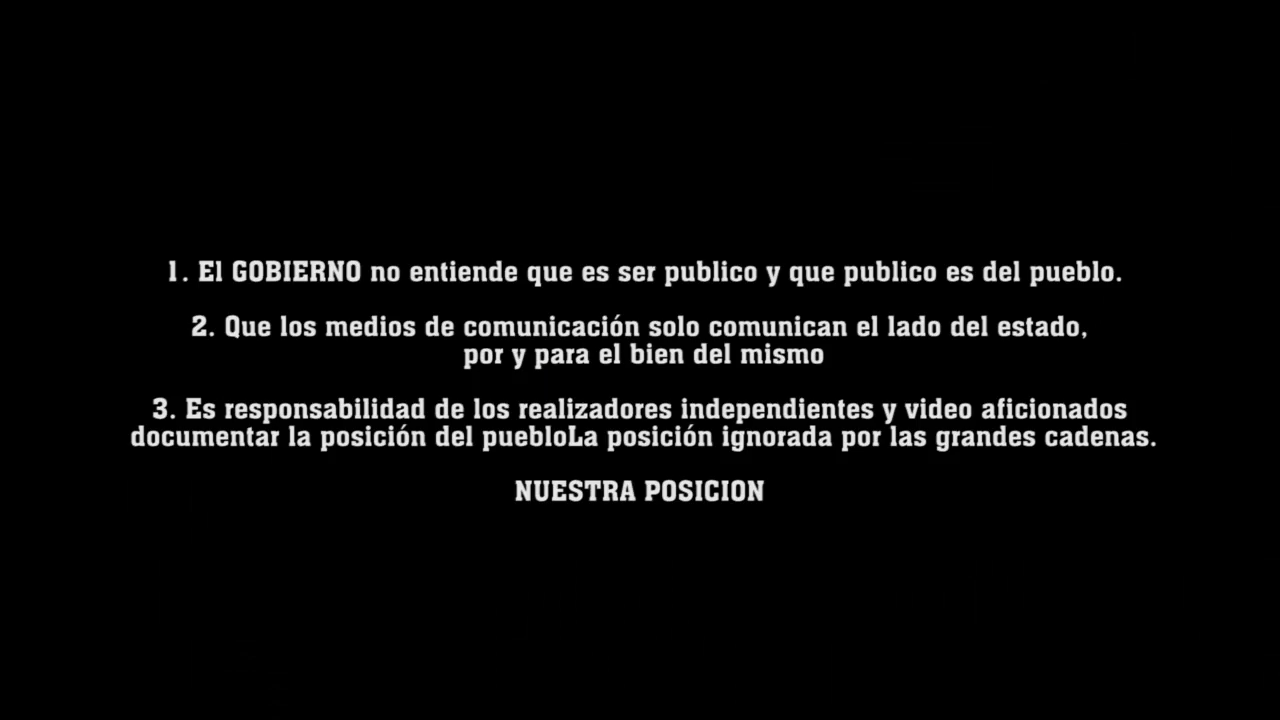 1. El GOBIERNO no entiende que es ser publico y que publico es del pueblo.
2. Que los medios de comunicación solo comunican el lado del estado,
por y para el bien del mismo
3. Es responsabilidad de los realizadores independientes y video aficionados
documentar la posición del puebloLa posición ignorada por las grandes cadenas.
NUESTRA POSICION